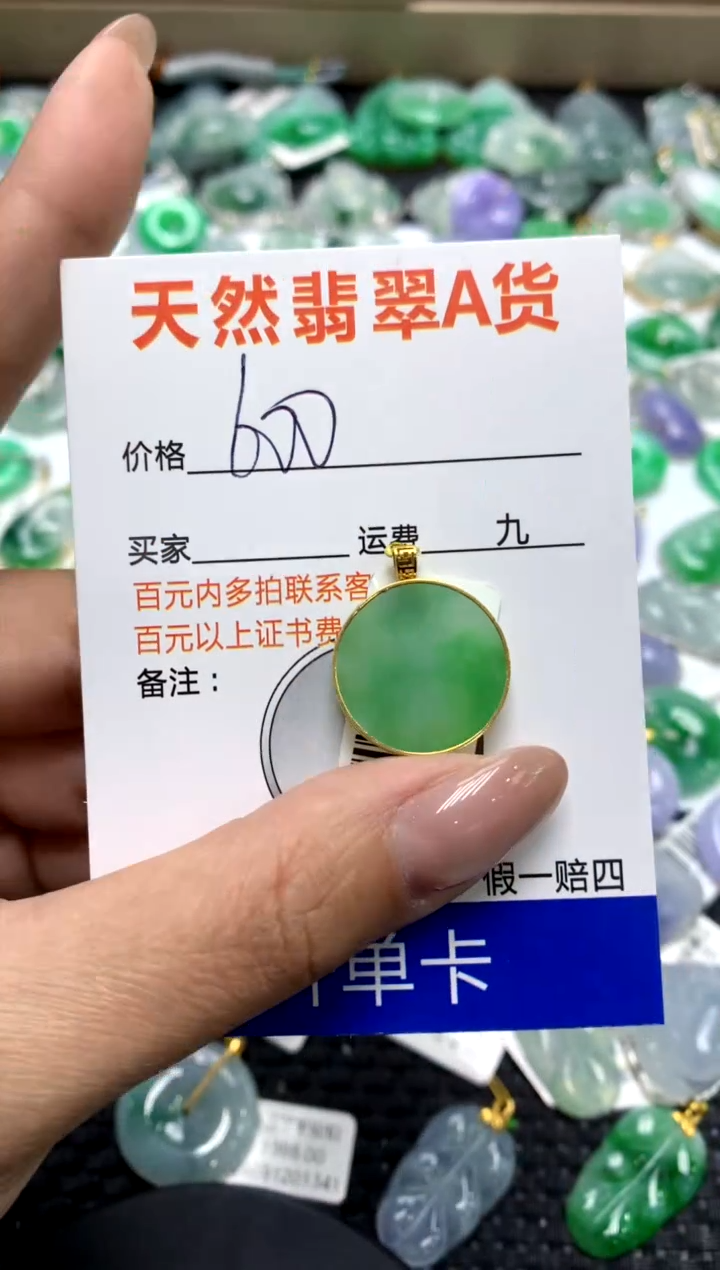 天然翡翠A货
价格 600
买家 运费 九
百元内多拍联系客
百元以上证书费
备注：
假一赔四
单卡